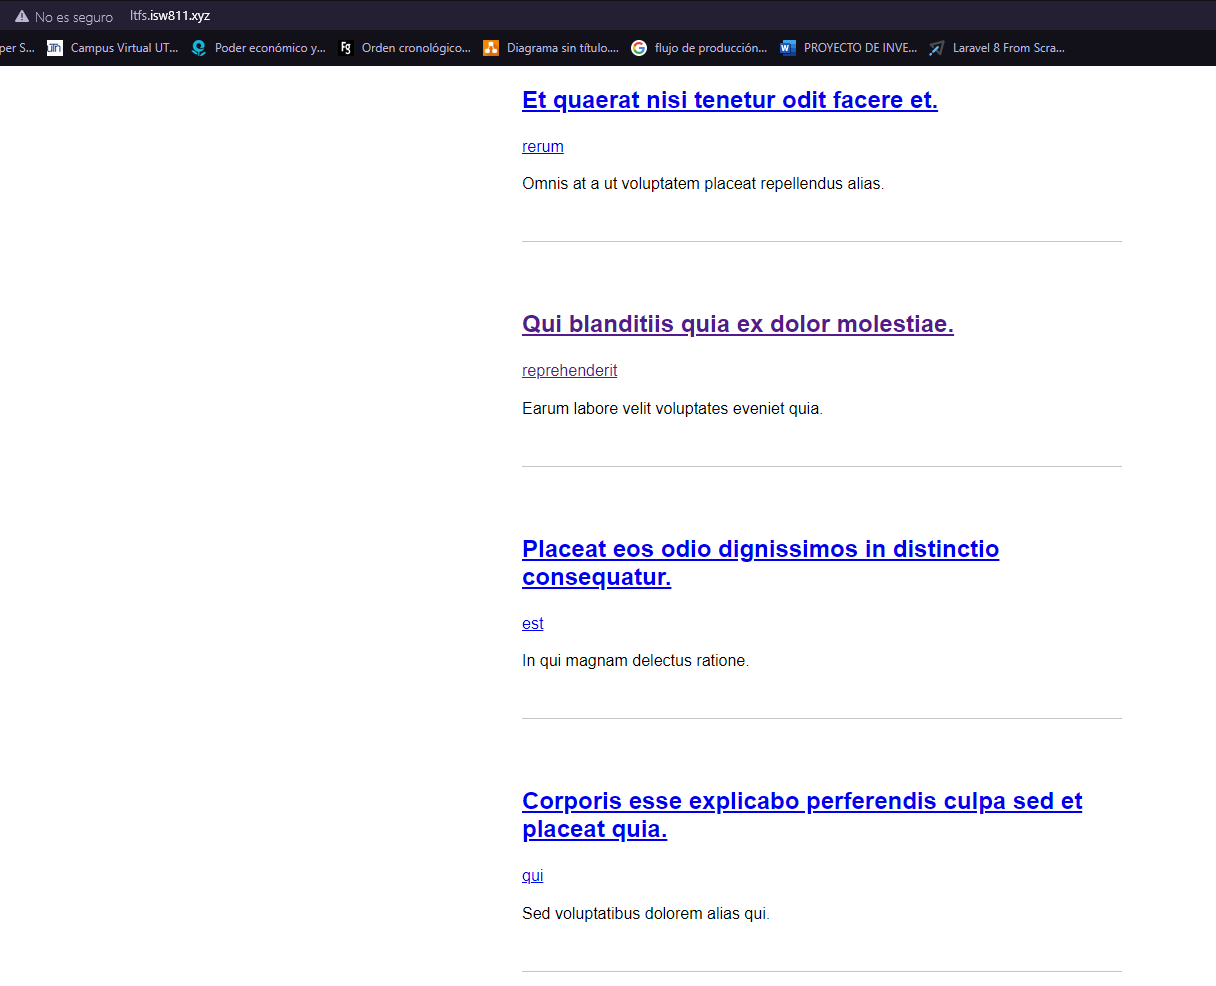 No es seguro ltfs.isw811.xyz
per S... Campus Virtual UT... Poder económico y... Fg Orden cronológico... Diagrama sin título.... G flujo de producción... W PROYECTO DE INVE... Laravel 8 From Scra...
Et quaerat nisi tenetur odit facere et.
rerum
Omnis at a ut voluptatem placeat repellendus alias.
Qui blanditiis quia ex dolor molestiae.
reprehenderit
Earum labore velit voluptates eveniet quia.
Placeat eos odio dignissimos in distinctio
consequatur.
est
In qui magnam delectus ratione.
Corporis esse explicabo perferendis culpa sed et
placeat quia.
qui
Sed voluptatibus dolorem alias qui.